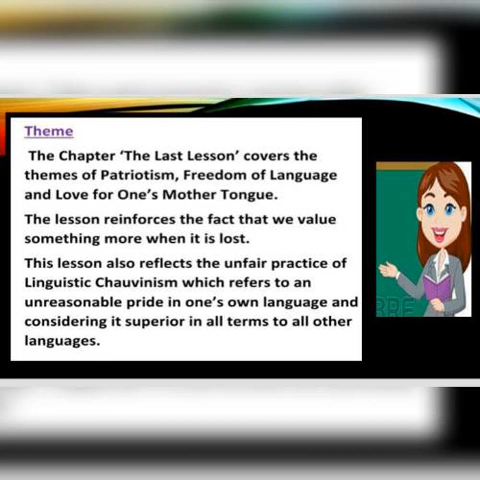 Theme
The Chapter ‘The Last Lesson’ covers the
themes of Patriotism, Freedom of Language
and Love for One’s Mother Tongue.
The lesson reinforces the fact that we value
something more when it is lost.
This lesson also reflects the unfair practice of
Linguistic Chauvinism which refers to an
unreasonable pride in one’s own language and
considering it superior in all terms to all other
languages.